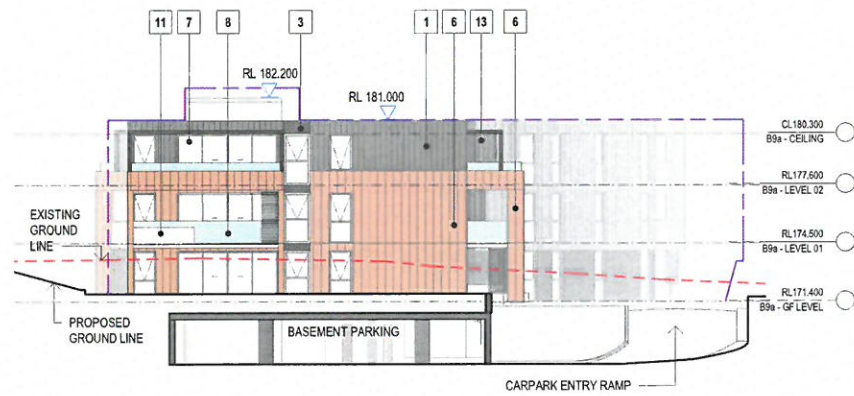 11 7 8 3 1 6 13 6
RL 182.200
RL 181.000
CL180.300
B9a - CEILING
RL177.600
B9a - LEVEL 02
EXISTING
GROUND
LINE
RL174.500
B9a - LEVEL 01
RL171.400
B9a - GF LEVEL
PROPOSED
GROUND LINE
BASEMENT PARKING
CARPARK ENTRY RAMP